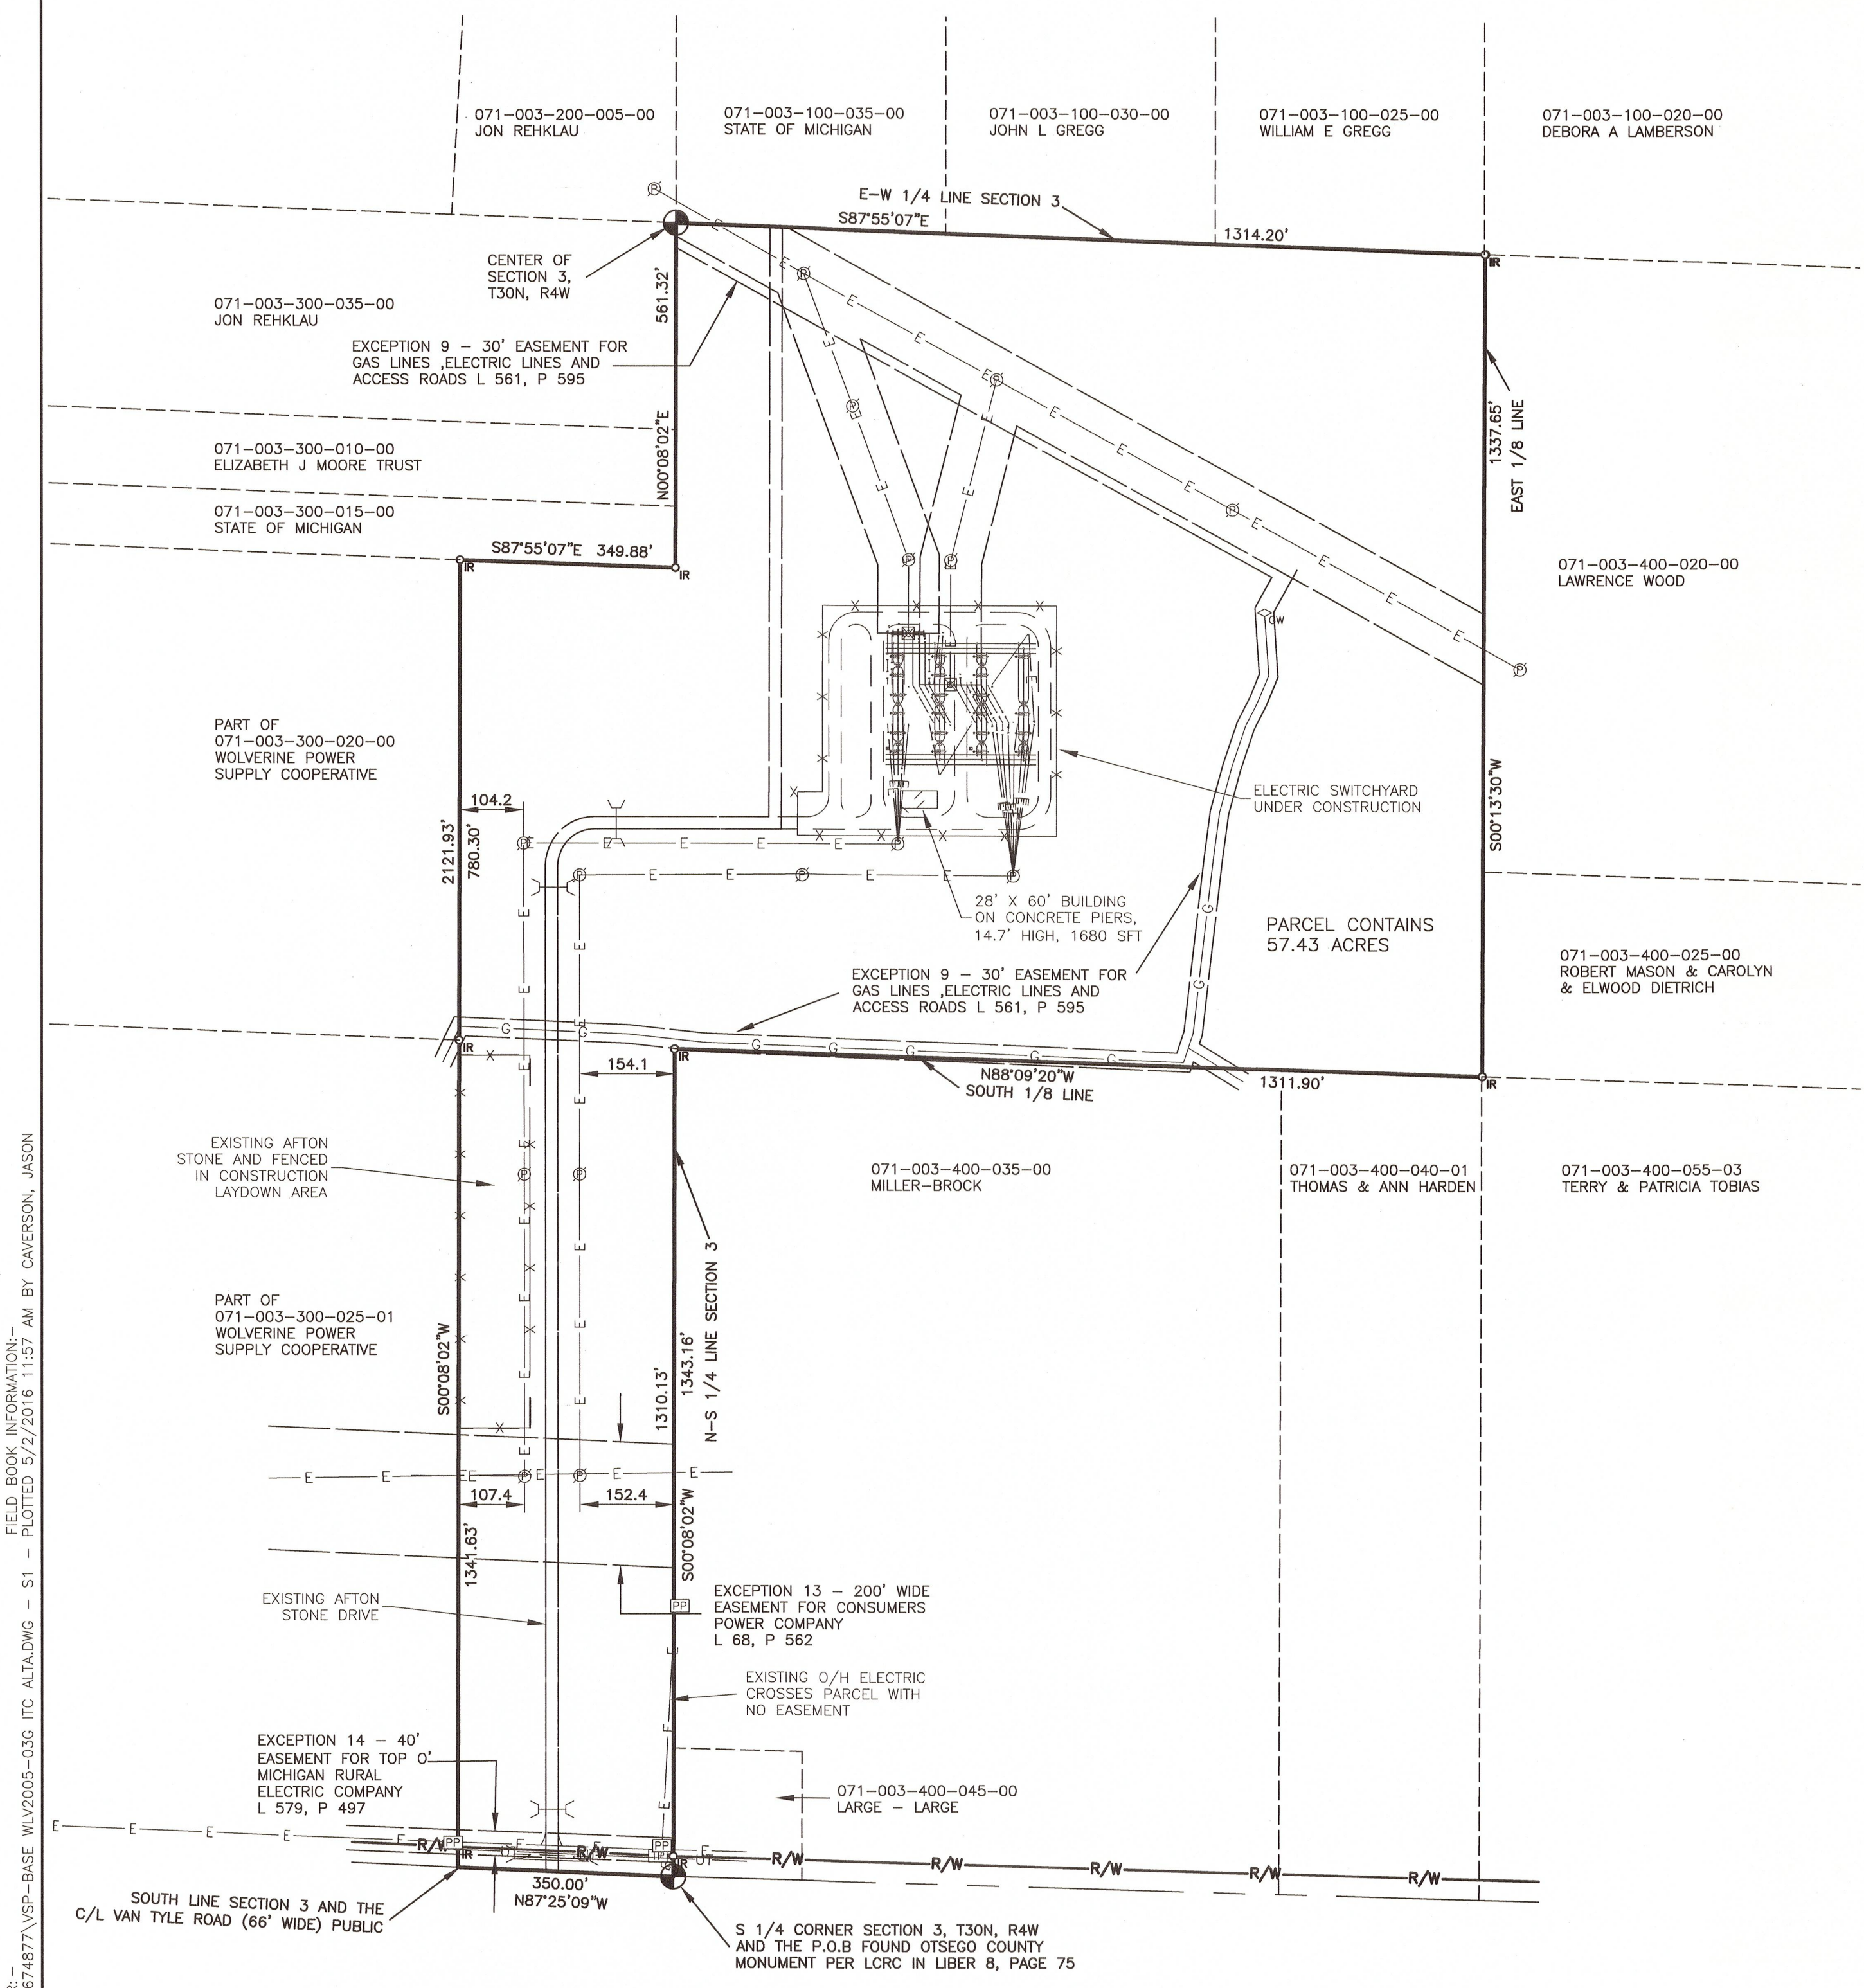 071-003-200-005-00
JON REHKLAU
071-003-100-035-00
STATE OF MICHIGAN
071-003-100-030-00
JOHN L GREGG
071-003-100-025-00
WILLIAM E GREGG
071-003-100-020-00
DEBORA A LAMBERSON
E-W 1/4 LINE SECTION 3
S87°55'07"E
1314.20'
IR
CENTER OF
SECTION 3,
T30N, R4W
561.32'
N00°08'02"E
071-003-300-035-00
JON REHKLAU
EXCEPTION 9 - 30' EASEMENT FOR
GAS LINES ,ELECTRIC LINES AND
ACCESS ROADS L 561, P 595
1337.65'
EAST 1/8 LINE
071-003-300-010-00
ELIZABETH J MOORE TRUST
071-003-300-015-00
STATE OF MICHIGAN
S87°55'07"E 349.88'
IR
IR
071-003-400-020-00
LAWRENCE WOOD
GW
PART OF
071-003-300-020-00
WOLVERINE POWER
SUPPLY COOPERATIVE
104.2
2121.93'
780.30'
ELECTRIC SWITCHYARD
UNDER CONSTRUCTION
S00°13'30"W
28' X 60' BUILDING
ON CONCRETE PIERS,
14.7' HIGH, 1680 SFT
PARCEL CONTAINS
57.43 ACRES
EXCEPTION 9 - 30' EASEMENT FOR
GAS LINES ,ELECTRIC LINES AND
ACCESS ROADS L 561, P 595
071-003-400-025-00
ROBERT MASON & CAROLYN
& ELWOOD DIETRICH
IR
IR
154.1
N88°09'20"W
SOUTH 1/8 LINE
1311.90'
IR
EXISTING AFTON
STONE AND FENCED
IN CONSTRUCTION
LAYDOWN AREA
071-003-400-035-00
MILLER-BROCK
071-003-400-040-01
THOMAS & ANN HARDEN
071-003-400-055-03
TERRY & PATRICIA TOBIAS
PART OF
071-003-300-025-01
WOLVERINE POWER
SUPPLY COOPERATIVE
S00°08'02"W
1310.13'
1343.16'
N-S 1/4 LINE SECTION 3
107.4
152.4
1341.63'
S00°08'02"W
EXISTING AFTON
STONE DRIVE
PP
EXCEPTION 13 - 200' WIDE
EASEMENT FOR CONSUMERS
POWER COMPANY
L 68, P 562
EXISTING O/H ELECTRIC
CROSSES PARCEL WITH
NO EASEMENT
EXCEPTION 14 - 40'
EASEMENT FOR TOP O'
MICHIGAN RURAL
ELECTRIC COMPANY
L 579, P 497
071-003-400-045-00
LARGE - LARGE
R/W PP R/W PP R/W R/W R/W R/W R/W
IR
IR
UT
350.00'
N87°25'09"W
SOUTH LINE SECTION 3 AND THE
C/L VAN TYLE ROAD (66' WIDE) PUBLIC
S 1/4 CORNER SECTION 3, T30N, R4W
AND THE P.O.B FOUND OTSEGO COUNTY
MONUMENT PER LCRC IN LIBER 8, PAGE 75
FIELD BOOK INFORMATION:-
674877\VSP-BASE WLV2005-03G ITC ALTA.DWG - S1 - PLOTTED 5/2/2016 11:57 AM BY CAVERSON, JASON